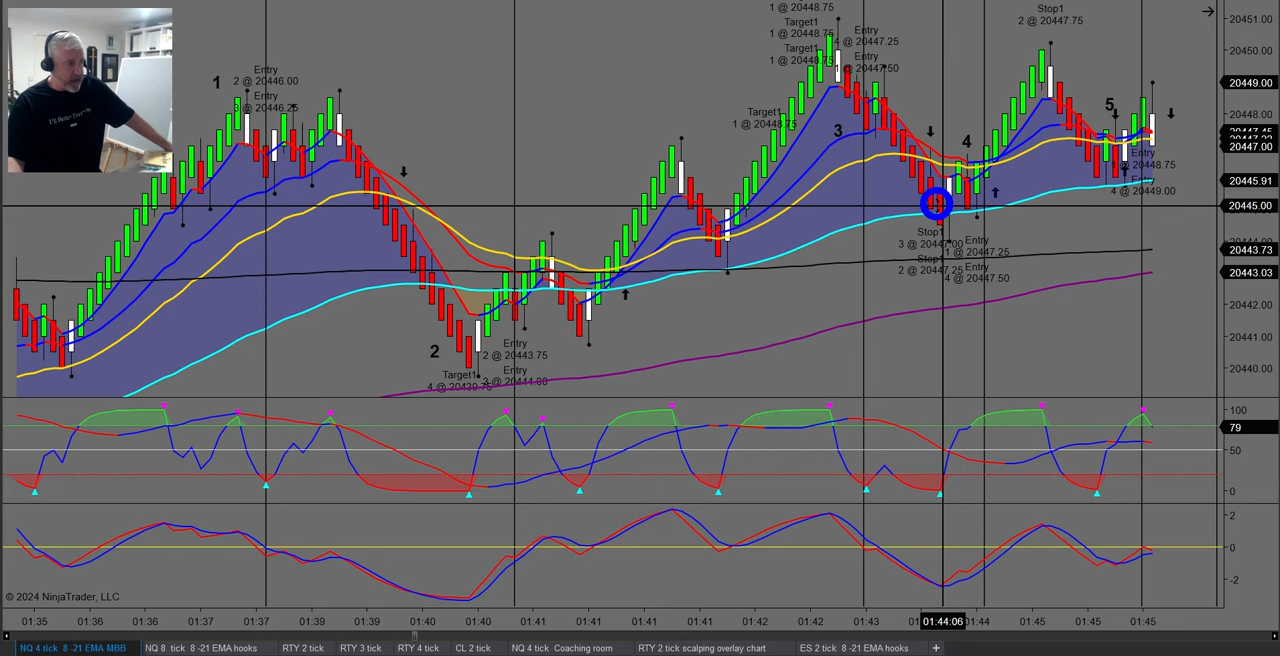 1 @ 20448.75
Target1
1 @ 20448.75
Target1
1 @ 20448.75
Entry
4 @ 20447.25
Entry
1 @ 20447.50
Stop1
2 @ 20447.75
1
Entry
2 @ 20446.00
Entry
3 @ 20446.25
Target1
1 @ 20448.75
3
4
5
Entry
1 @ 20448.75
Entry
4 @ 20449.00
Stop1
3 @ 20447.00
Stop1
2 @ 20447.25
Entry
1 @ 20447.25
Entry
4 @ 20447.50
2
Entry
2 @ 20443.75
Entry
Target1
20451.00
20450.00
20449.00
20448.00
20447.00
20445.91
20445.00
20443.73
20443.03
20442.00
20441.00
20440.00
100
79
50
0
2
0
-2
© 2024 NinjaTrader, LLC
01:35 01:36 01:36 01:37 01:37 01:39 01:39 01:40 01:40 01:41 01:41 01:41 01:42 01:42 01:43 01:44:06 01:44 01:45 01:45 01:45
NQ 4 tick 8 -21 EMA MBB
NQ 8 tick 8 -21 EMA hooks
RTY 2 tick
RTY 3 tick
RTY 4 tick
CL 2 tick
NQ 4 tick Coaching room
RTY 2 tick scalping overlay chart
ES 2 tick 8 -21 EMA hooks
+